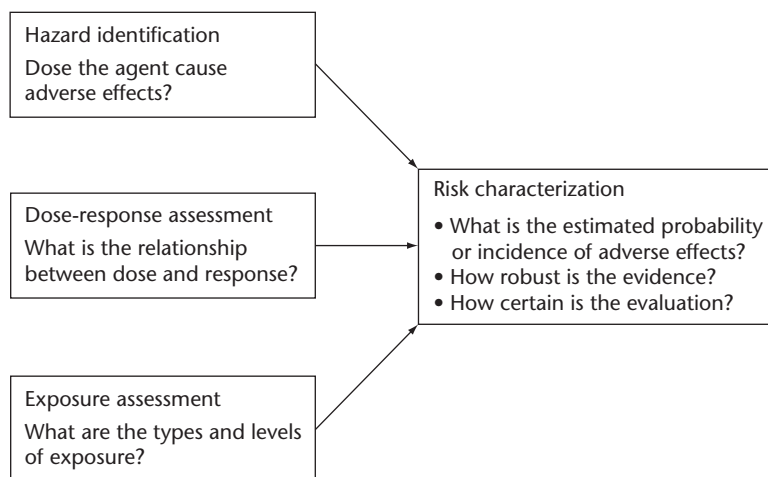 Hazard identification
Dose the agent cause
adverse effects?
Dose-response assessment
What is the relationship
between dose and response?
Exposure assessment
What are the types and levels
of exposure?
Risk characterization
• What is the estimated probability
or incidence of adverse effects?
• How robust is the evidence?
• How certain is the evaluation?